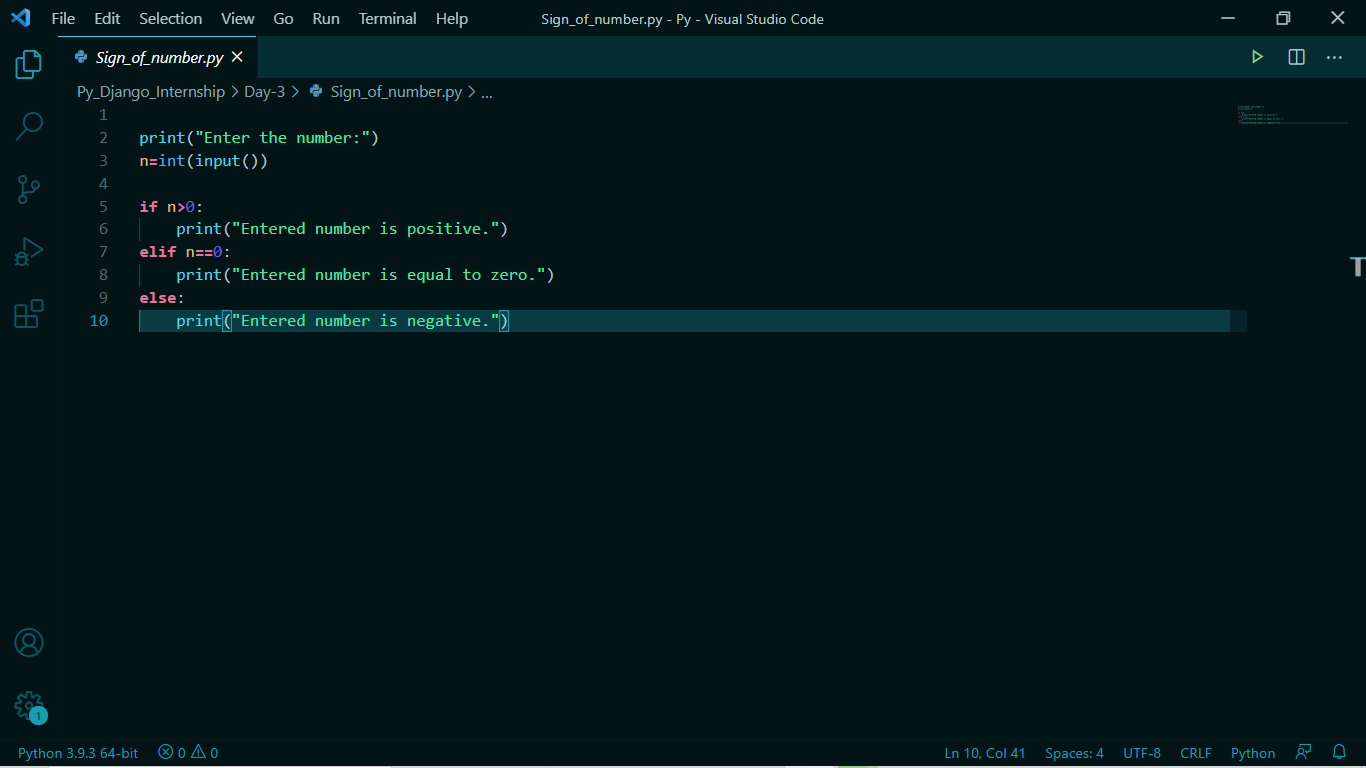 File Edit Selection View Go Run Terminal Help Sign_of_number.py - Py - Visual Studio Code
Sign_of_number.py
Py_Django_Internship > Day-3 > Sign_of_number.py > ...
1
2 print("Enter the number:")
3 n=int(input())
4
5 if n>0:
6     print("Entered number is positive.")
7 elif n==0:
8     print("Entered number is equal to zero.")
9 else:
10     print("Entered number is negative.")
T
1
Python 3.9.3 64-bit 0 0 Ln 10, Col 41 Spaces: 4 UTF-8 CRLF Python